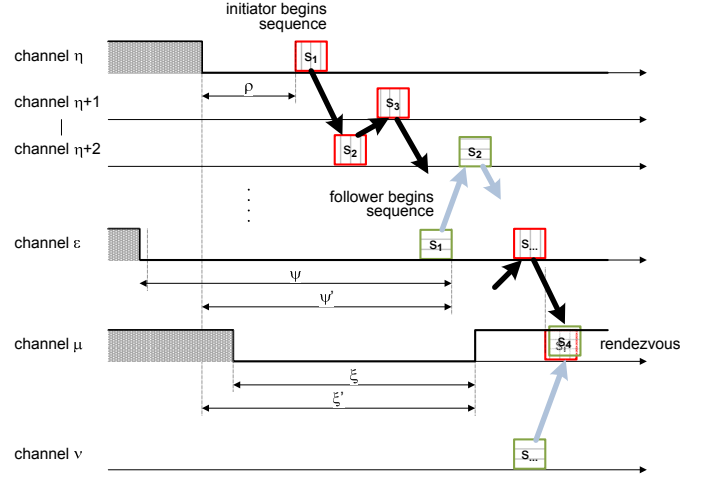 initiator begins
sequence
channel η
S1
ρ
channel η+1
S3
channel η+2
S2
S2
follower begins
sequence
channel ε
S1
S...
ψ
ψ'
channel μ
S4
rendezvous
ξ
ξ'
channel ν
S...